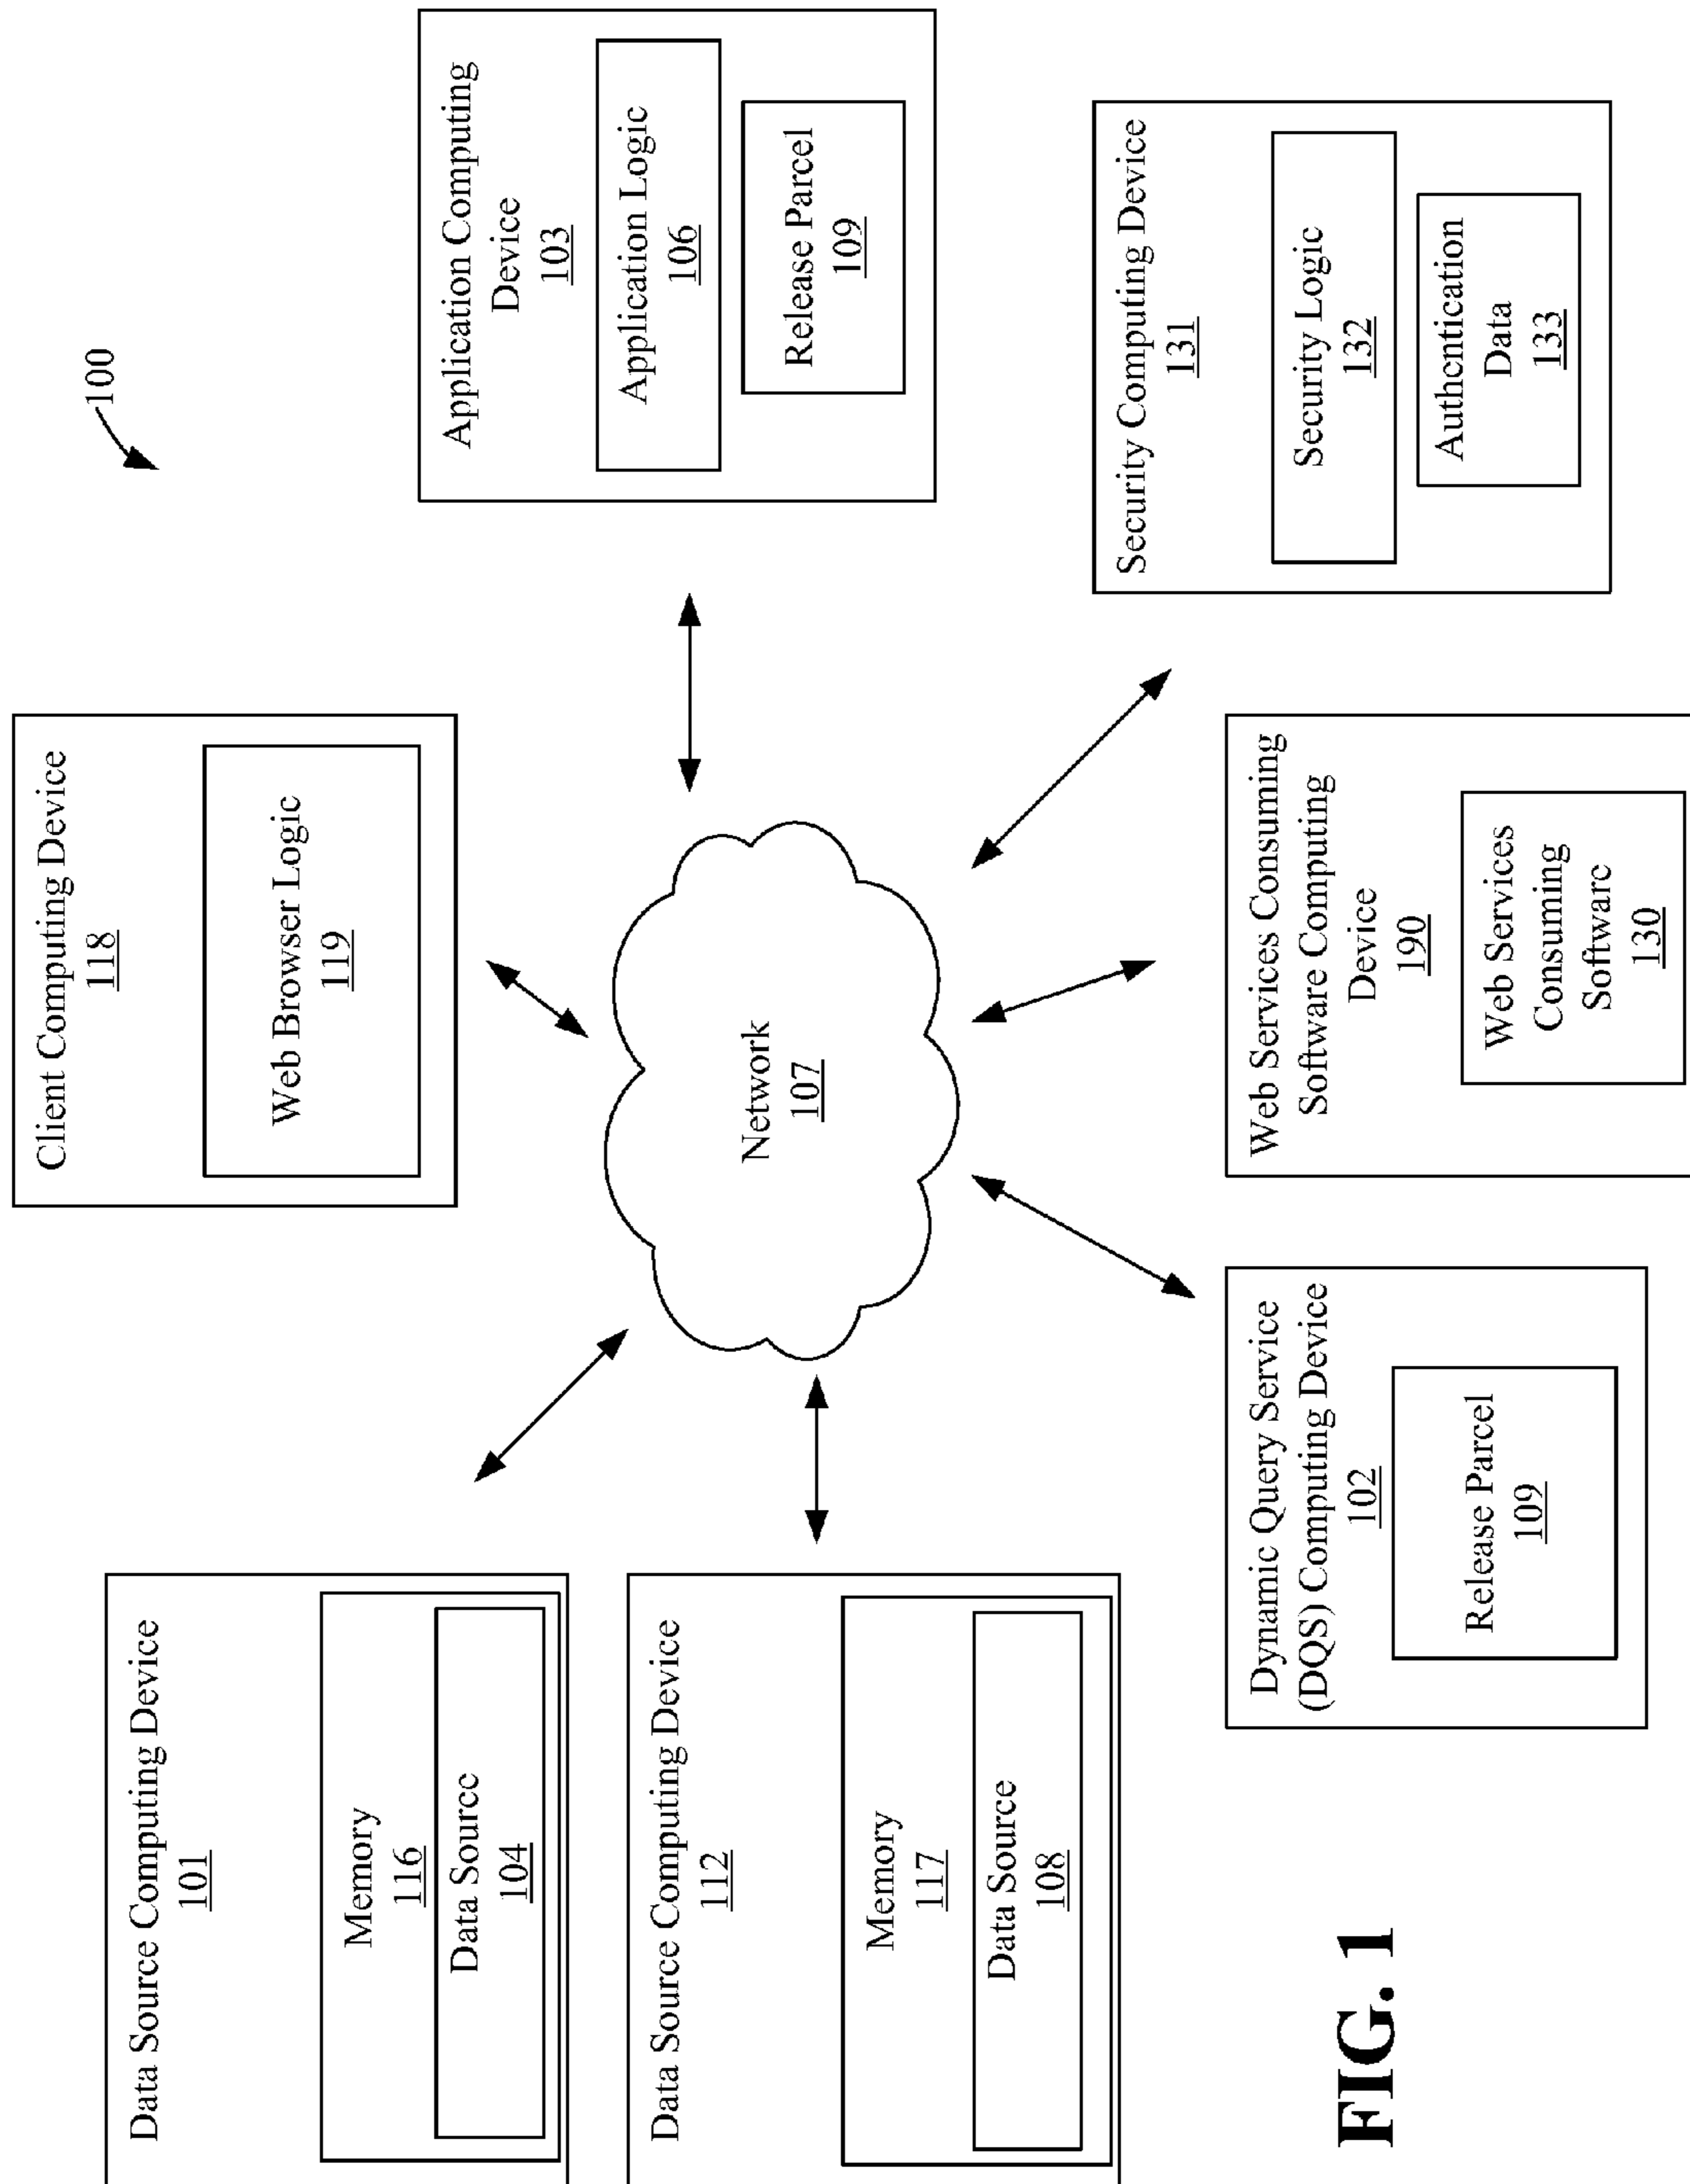 100
Data Source Computing Device
101
Memory
116
Data Source
104
Client Computing Device
118
Web Browser Logic
119
Application Computing
Device
103
Application Logic
106
Release Parcel
109
Data Source Computing Device
112
Memory
117
Data Source
108
Network
107
Dynamic Query Service
(DQS) Computing Device
102
Release Parcel
109
Web Services Consuming
Software Computing
Device
190
Web Services
Consuming
Software
130
Security Computing Device
131
Security Logic
132
Authentication
Data
133
FIG. 1